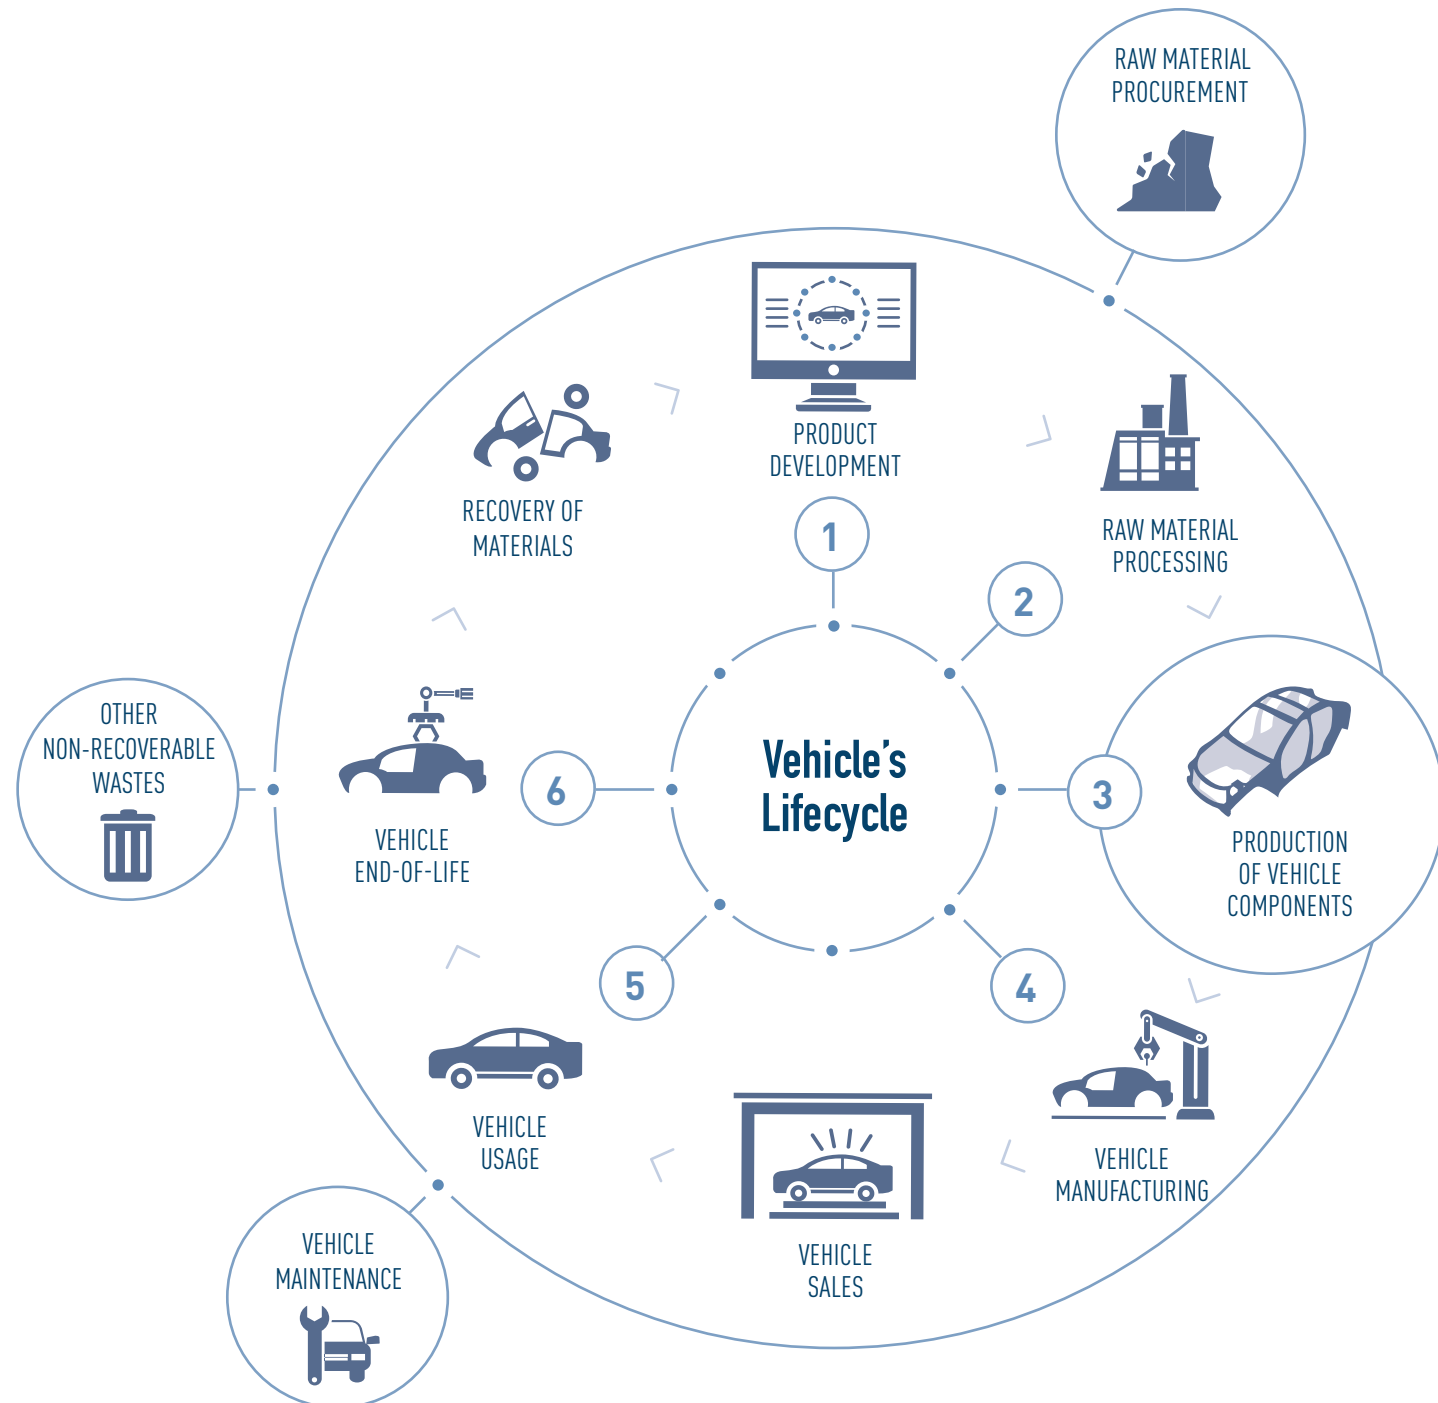 RAW MATERIAL
PROCUREMENT
PRODUCT
DEVELOPMENT
1
RAW MATERIAL
PROCESSING
2
PRODUCTION
OF VEHICLE
COMPONENTS
3
VEHICLE
MANUFACTURING
4
VEHICLE
SALES
VEHICLE
USAGE
5
VEHICLE
MAINTENANCE
VEHICLE
END-OF-LIFE
6
OTHER
NON-RECOVERABLE
WASTES
RECOVERY OF
MATERIALS
Vehicle’s
Lifecycle